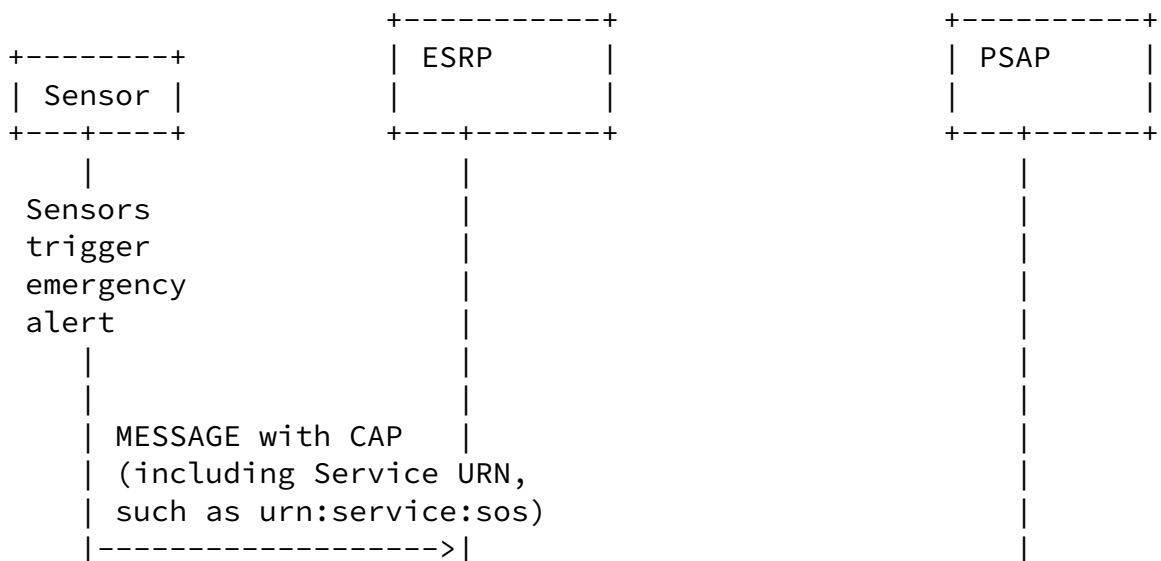 ESRP PSAP
Sensor
Sensors
trigger
emergency
alert
MESSAGE with CAP
(including Service URN,
such as urn:service:sos)